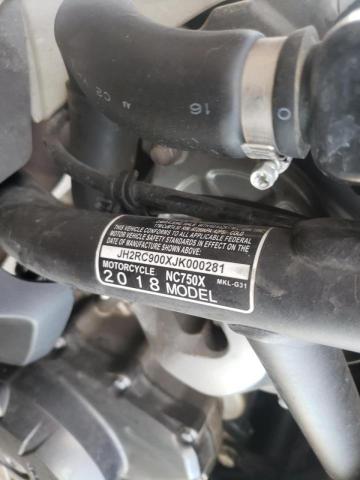 16
THIS VEHICLE CONFORMS TO ALL APPLICABLE FEDERAL
MOTOR VEHICLE SAFETY STANDARDS IN EFFECT ON THE
DATE OF MANUFACTURE SHOWN ABOVE.
JH2RC900XJK000281
MOTORCYCLE NC750X MKL-G31
2018 MODEL